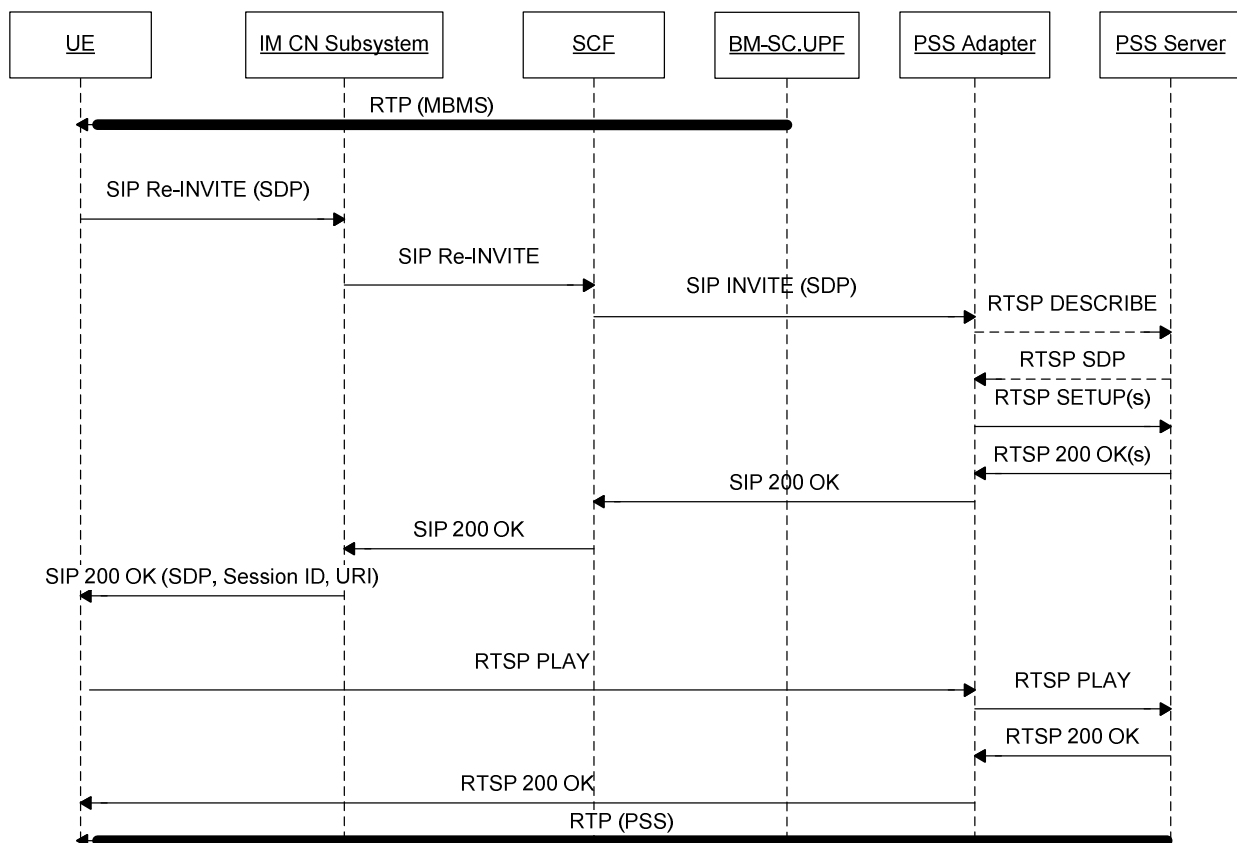 UE
IM CN Subsystem
SCF
BM-SC.UPF
PSS Adapter
PSS Server
RTP (MBMS)
SIP Re-INVITE (SDP)
SIP Re-INVITE
SIP INVITE (SDP)
RTSP DESCRIBE
RTSP SDP
RTSP SETUP(s)
RTSP 200 OK(s)
SIP 200 OK
SIP 200 OK
SIP 200 OK (SDP, Session ID, URI)
RTSP PLAY
RTSP PLAY
RTSP 200 OK
RTSP 200 OK
RTP (PSS)